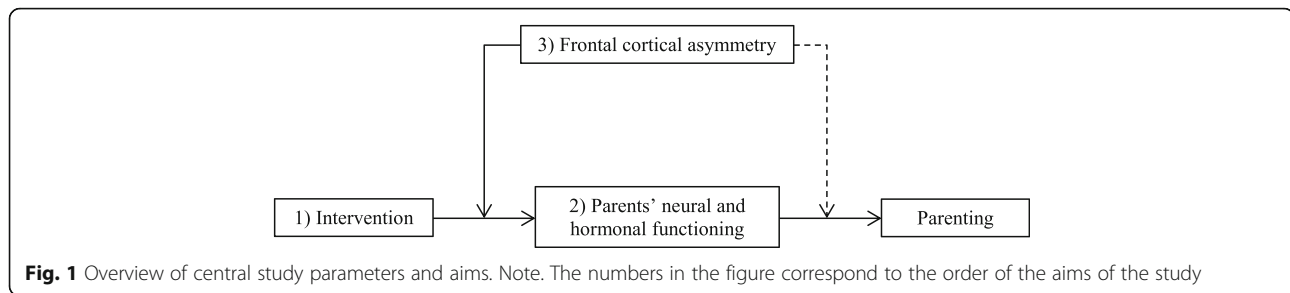 3) Frontal cortical asymmetry
1) Intervention
2) Parents’ neural and
hormonal functioning
Parenting
Fig. 1 Overview of central study parameters and aims. Note. The numbers in the figure correspond to the order of the aims of the study